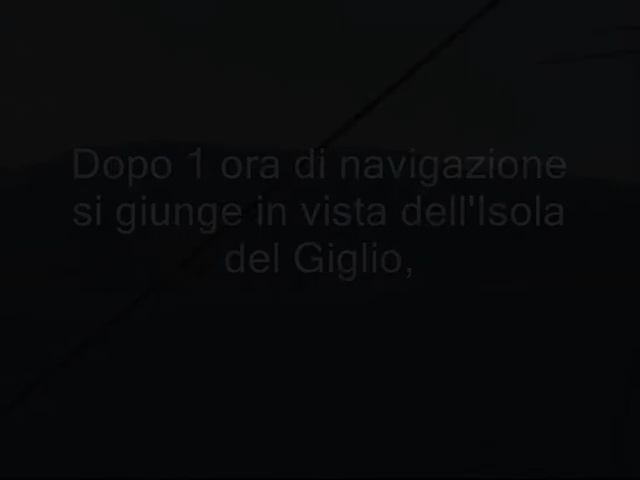 Dopo 1 ora di navigazione
si giunge in vista dell'Isola
del Giglio,